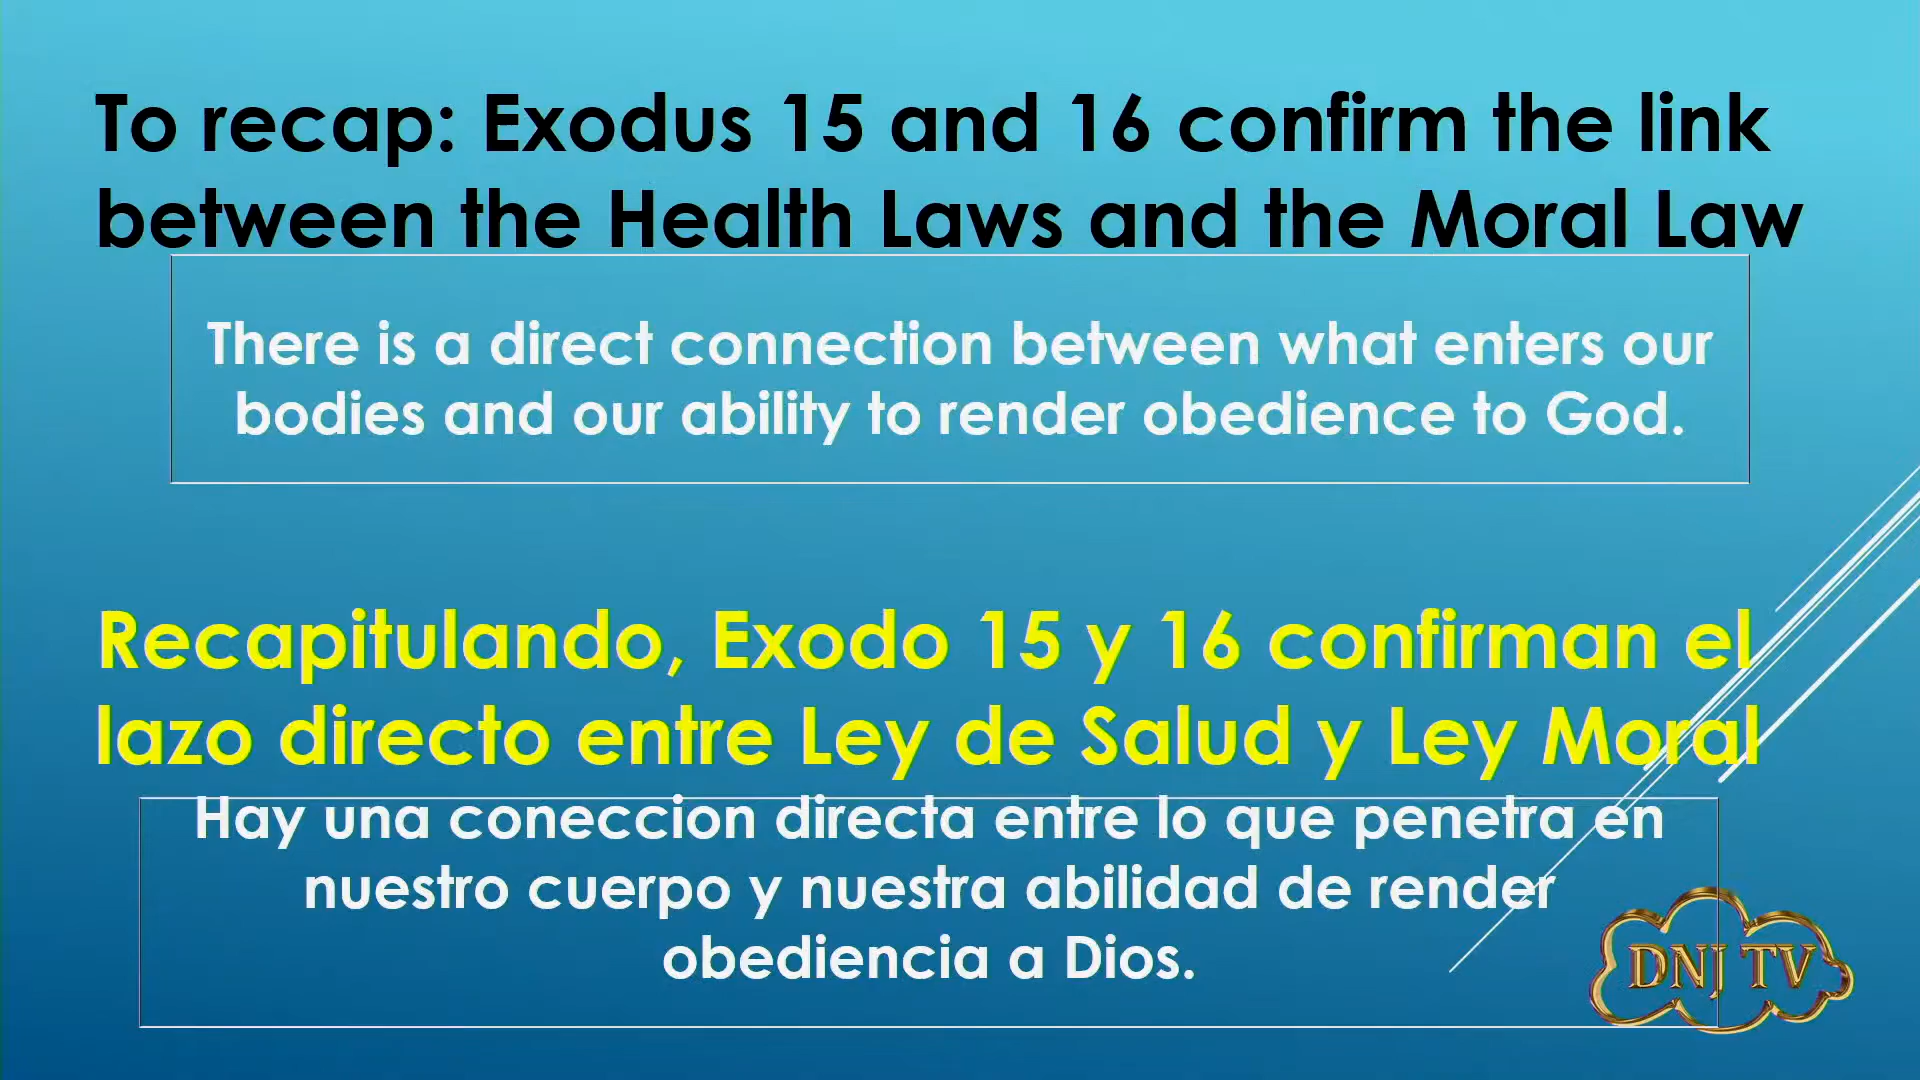 To recap: Exodus 15 and 16 confirm the link
between the Health Laws and the Moral Law
There is a direct connection between what enters our
bodies and our ability to render obedience to God.
Recapitulando, Exodo 15 y 16 confirman el
lazo directo entre Ley de Salud y Ley Moral
Hay una coneccion directa entre lo que penetra en
nuestro cuerpo y nuestra abilidad de render
obediencia a Dios.
DNJ TV